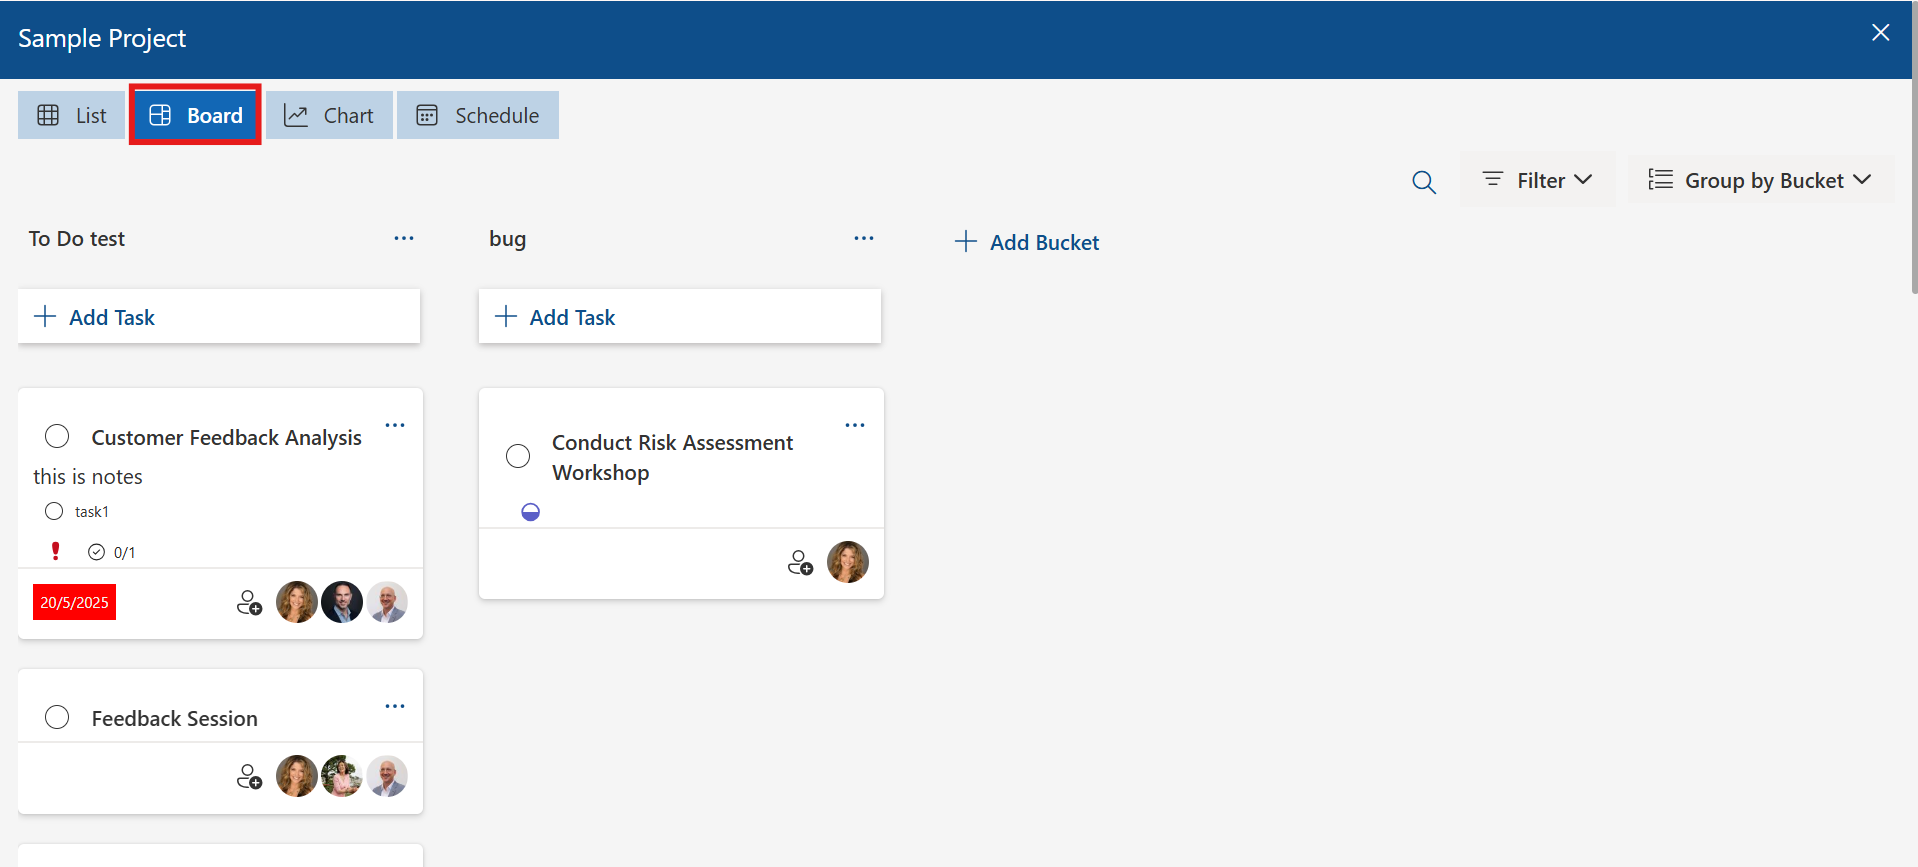 Sample Project
List
Board
Chart
Schedule
Filter
Group by Bucket
To Do test
bug
Add Bucket
Add Task
Add Task
Customer Feedback Analysis
this is notes
task1
0/1
20/5/2025
Conduct Risk Assessment
Workshop
Feedback Session